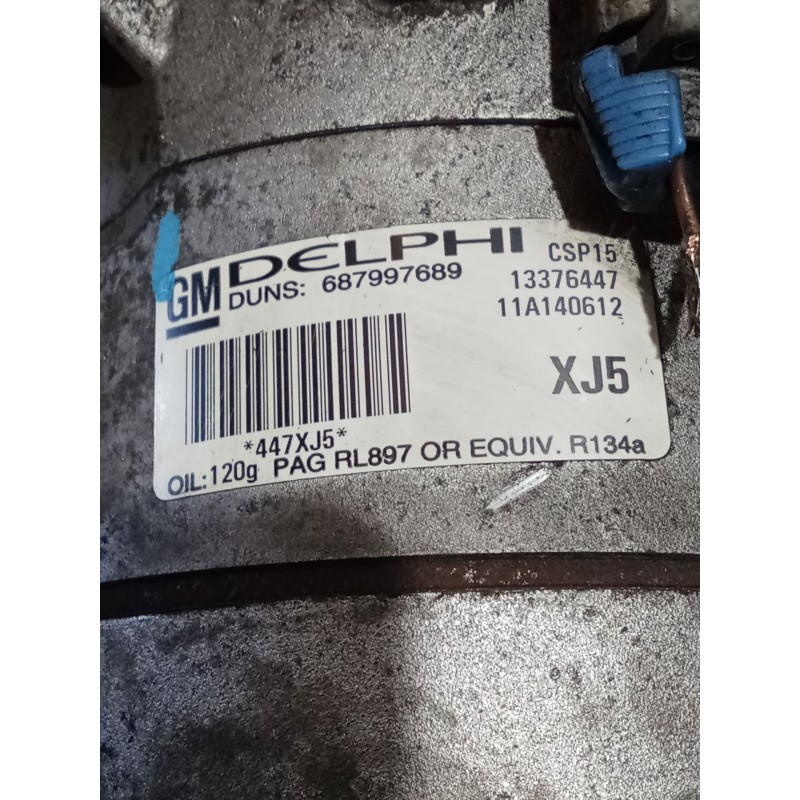 GM DELPHI CSP15
DUNS: 687997689 13376447
11A140612
XJ5
*447XJ5*
OIL:120g PAG RL897 OR EQUIV. R134a